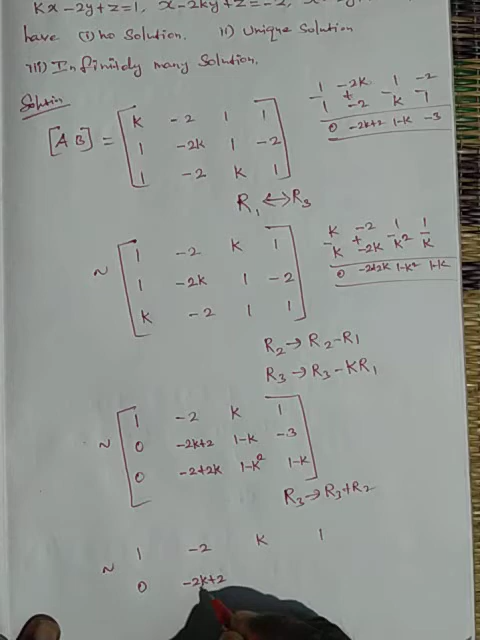 Kx-2y+z=1, x-2ky+z=-2,
have (i) no Solution. ii) Unique Solution
iii) Infinitely many Solution.
Solution
[AB] = [ K -2 1 1
1 -2k 1 -2
1 -2 k 1 ]
1 -2k 1 -2
- 1 + -2 - k - 1
0 -2k+2 1-k -3
R1 ↔ R3
~ [ 1 -2 K 1
1 -2k 1 -2
K -2 1 1 ]
k -2 1 1
- k + -2k - k² - k
0 -2+2k 1-k² 1-k
R2 → R2-R1
R3 → R3-KR1
~ [ 1 -2 k 1
0 -2k+2 1-k -3
0 -2+2k 1-k² 1-k ]
R3 → R3+R2
~ 1 -2 k 1
0 -2k+2